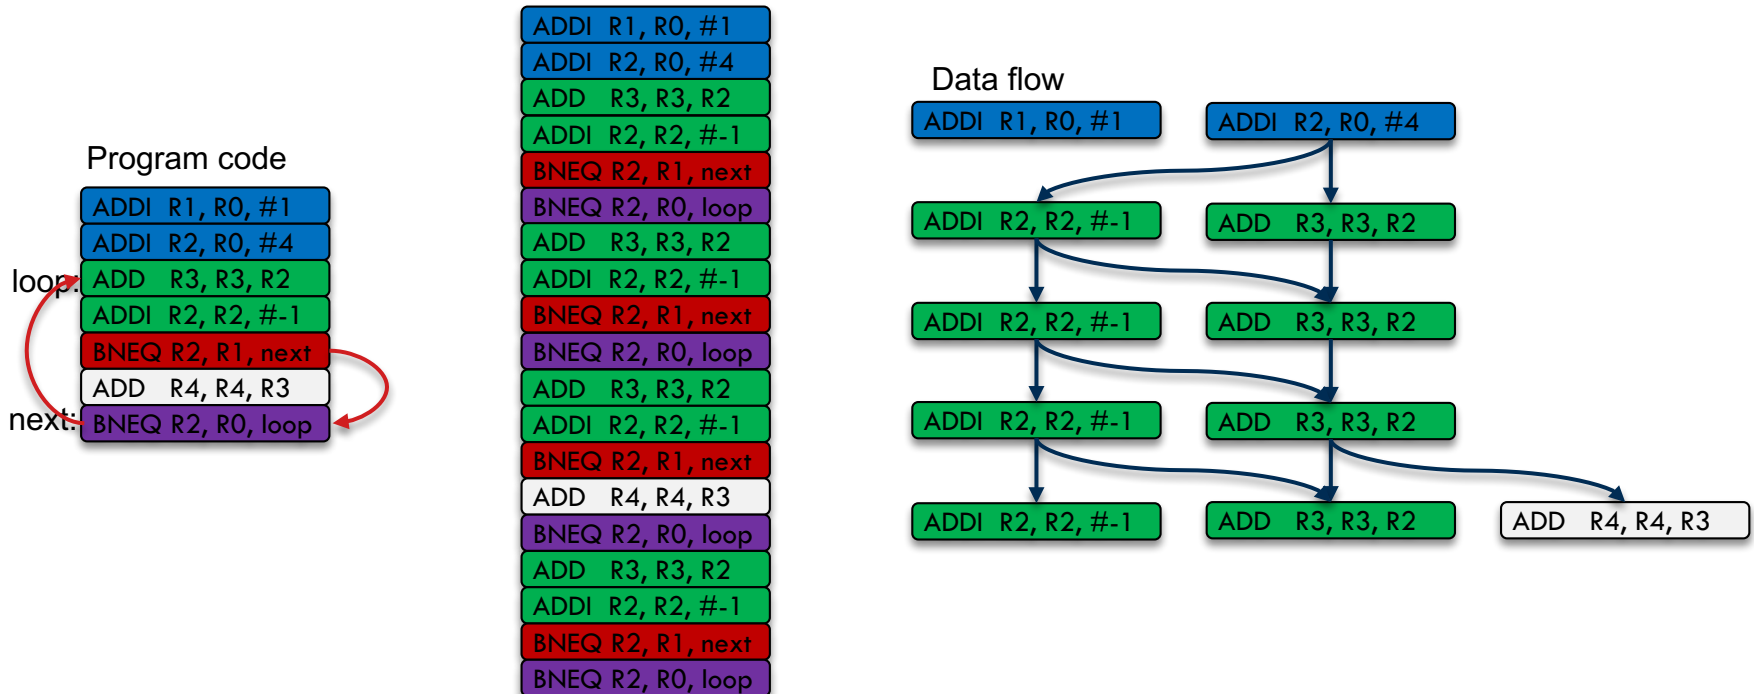 Program code
ADDI R1, R0, #1
ADDI R2, R0, #4
loop: ADD R3, R3, R2
ADDI R2, R2, #-1
BNEQ R2, R1, next
ADD R4, R4, R3
next: BNEQ R2, R0, loop
ADDI R1, R0, #1
ADDI R2, R0, #4
ADD R3, R3, R2
ADDI R2, R2, #-1
BNEQ R2, R1, next
BNEQ R2, R0, loop
ADD R3, R3, R2
ADDI R2, R2, #-1
BNEQ R2, R1, next
BNEQ R2, R0, loop
ADD R3, R3, R2
ADDI R2, R2, #-1
BNEQ R2, R1, next
ADD R4, R4, R3
BNEQ R2, R0, loop
ADD R3, R3, R2
ADDI R2, R2, #-1
BNEQ R2, R1, next
BNEQ R2, R0, loop
Data flow
ADDI R1, R0, #1
ADDI R2, R0, #4
ADDI R2, R2, #-1
ADD R3, R3, R2
ADDI R2, R2, #-1
ADD R3, R3, R2
ADDI R2, R2, #-1
ADD R3, R3, R2
ADDI R2, R2, #-1
ADD R3, R3, R2
ADD R4, R4, R3